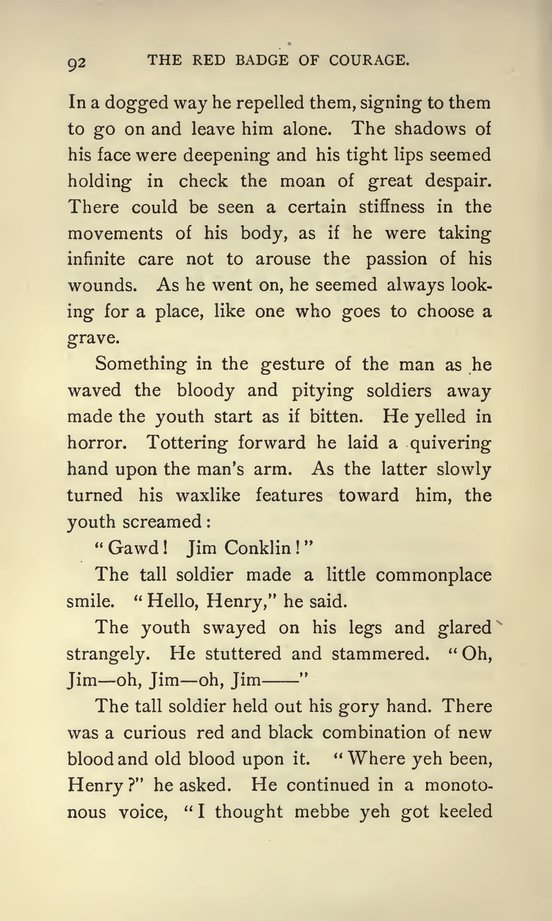 92 THE RED BADGE OF COURAGE.
In a dogged way he repelled them, signing to them
to go on and leave him alone. The shadows of
his face were deepening and his tight lips seemed
holding in check the moan of great despair.
There could be seen a certain stiffness in the
movements of his body, as if he were taking
infinite care not to arouse the passion of his
wounds. As he went on, he seemed always look-
ing for a place, like one who goes to choose a
grave.
Something in the gesture of the man as he
waved the bloody and pitying soldiers away
made the youth start as if bitten. He yelled in
horror. Tottering forward he laid a quivering
hand upon the man's arm. As the latter slowly
turned his waxlike features toward him, the
youth screamed:
"Gawd! Jim Conklin!"
The tall soldier made a little commonplace
smile. "Hello, Henry," he said.
The youth swayed on his legs and glared
strangely. He stuttered and stammered. "Oh,
Jim—oh, Jim—oh, Jim——"
The tall soldier held out his gory hand. There
was a curious red and black combination of new
blood and old blood upon it. "Where yeh been,
Henry?" he asked. He continued in a monoto-
nous voice, "I thought mebbe yeh got keeled